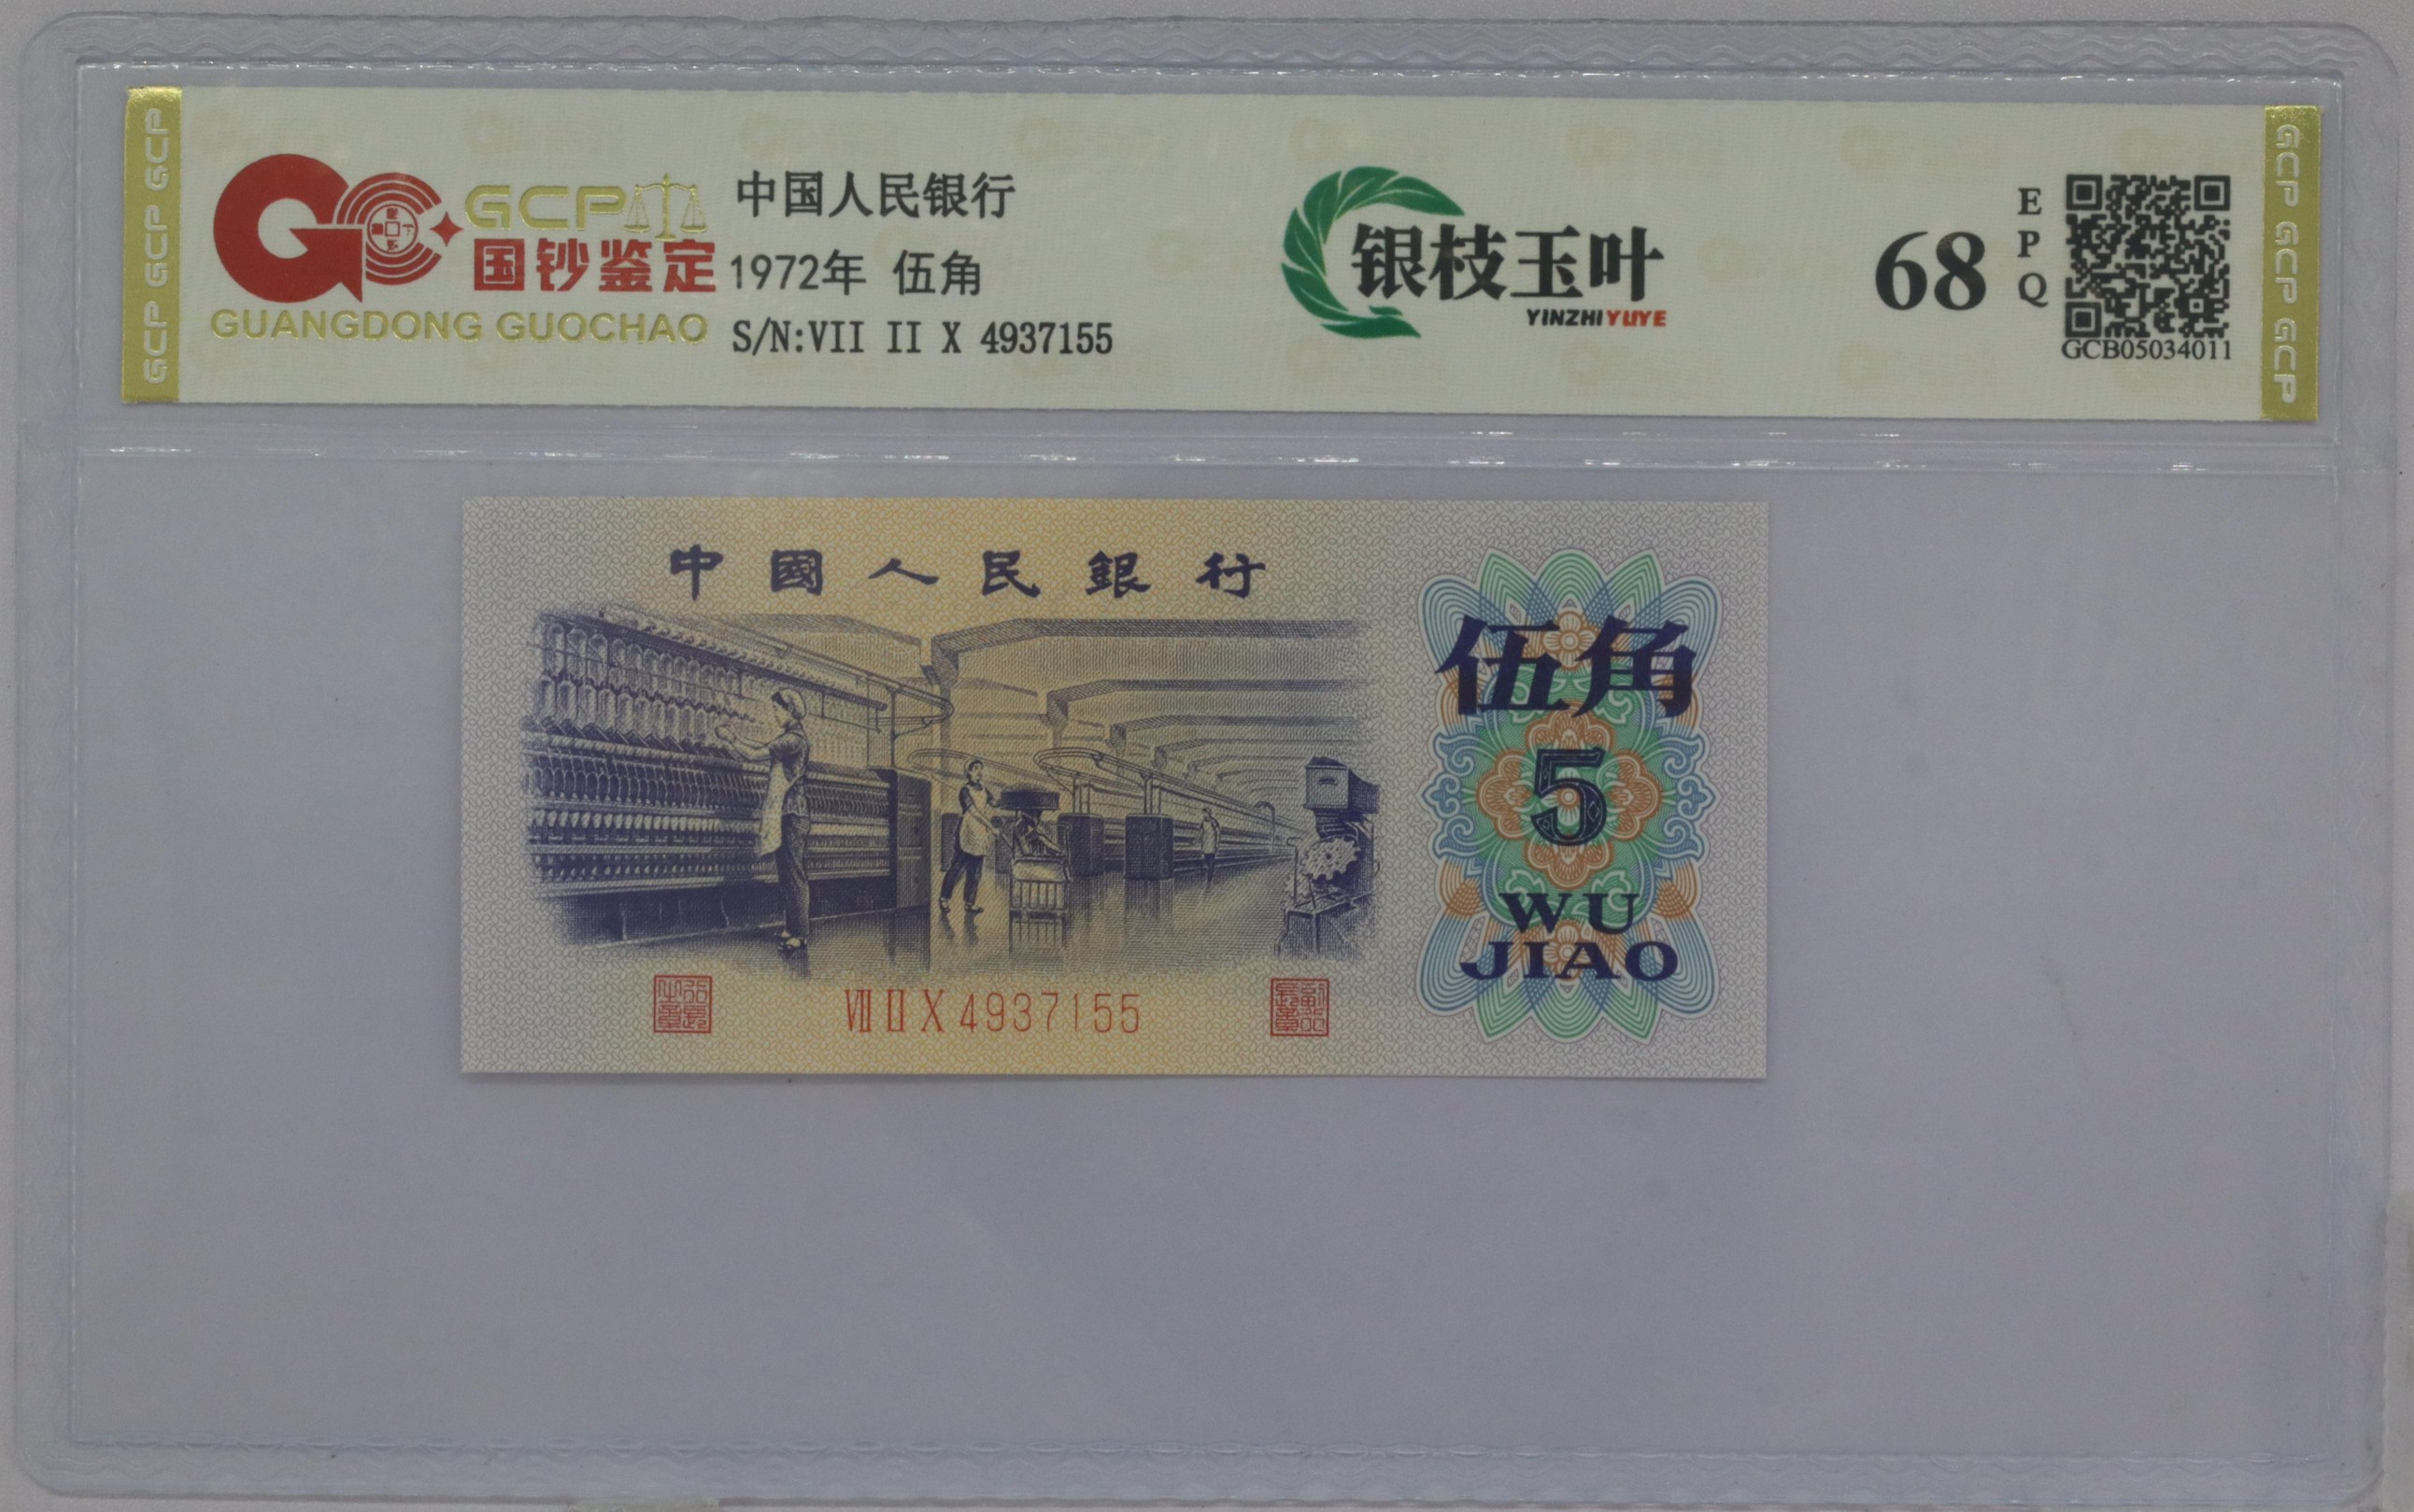 GCP GCP GCP
GCP
国钞鉴定
GUANGDONG GUOCHAO
中国人民银行
1972年 伍角
S/N:VII II X 4937155
银枝玉叶
YINZHIYUYE
68
EPQ
GCB05034011
GCP GCP GCP
中國人民銀行
伍角
5
WU
JIAO
VII II X 4937155